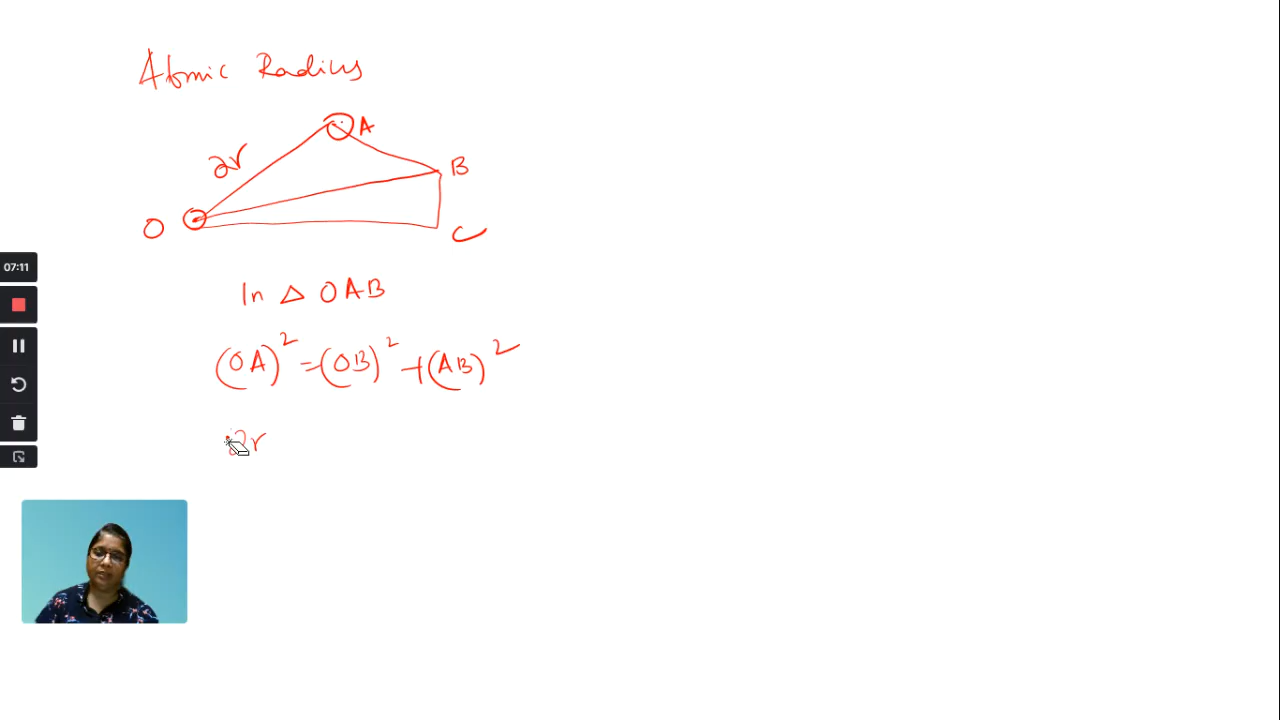 Atomic Radius
A
2r
B
O
C
07:11
In △ OAB
(OA)² = (OB)² + (AB)²
2r